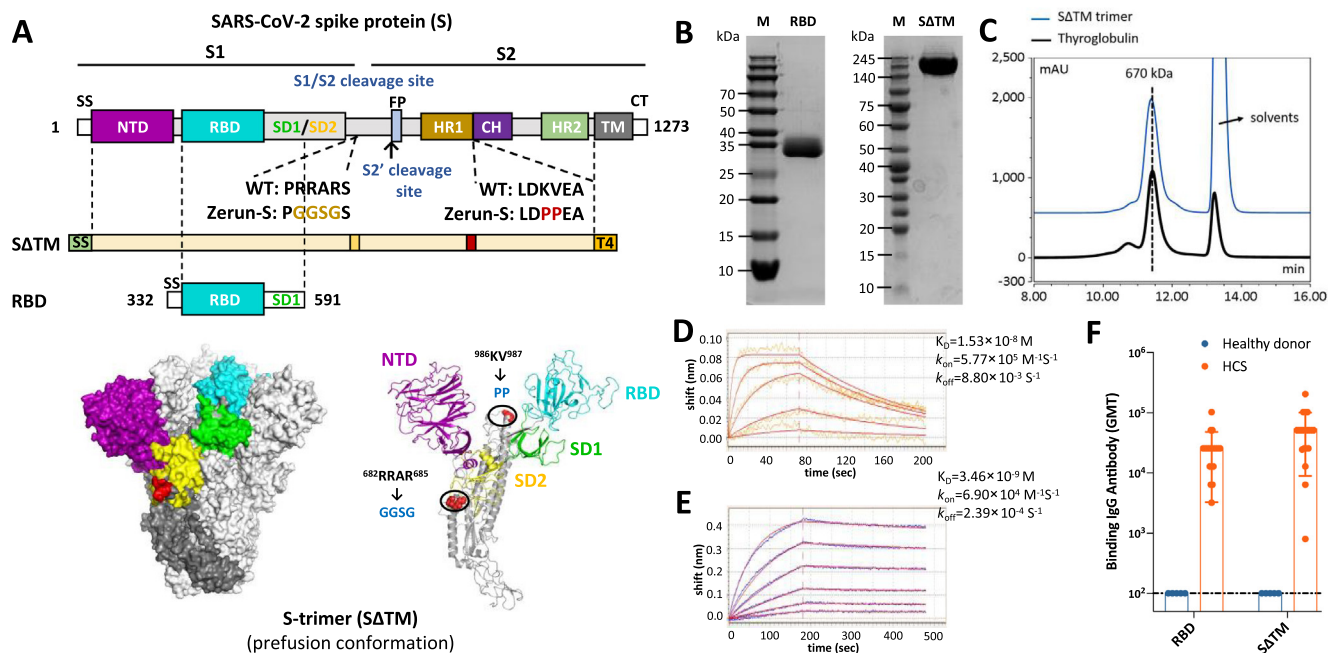 SARS-CoV-2 spike protein (S)
A
S1
S2
S1/S2 cleavage site
SS
FP
CT
1
NTD
RBD
SD1/SD2
HR1
CH
HR2
TM
1273
S2' cleavage
site
WT: PRRARS
Zerun-S: PGGSGS
WT: LDKVEA
Zerun-S: LDPPEA
SΔTM
SS
T4
RBD
332
SS
RBD
SD1
591
NTD
986KV987
PP
RBD
SD1
SD2
682RRAR685
GGSG
S-trimer (SΔTM)
(prefusion conformation)
B
M
RBD
kDa
70
50
40
35
25
20
15
10
M
SΔTM
kDa
245
140
100
75
60
50
40
35
25
20
15
10
C
SΔTM trimer
Thyroglobulin
2,500
mAU
670 kDa
solvents
2,000
1,000
0
-300
min
8.00
10.00
12.00
14.00
16.00
D
shift (nm)
0.10
0.08
0.06
0.04
0.02
0.00
0
40
80
120
160
200
time (sec)
KD=1.53×10-8 M
kon=5.77×105 M-1S-1
koff=8.80×10-3 S-1
E
shift (nm)
0.4
0.3
0.2
0.1
0.0
0
100
200
300
400
500
time (sec)
KD=3.46×10-9 M
kon=6.90×104 M-1S-1
koff=2.39×10-4 S-1
F
Healthy donor
HCS
Binding IgG Antibody (GMT)
106
105
104
103
102
RBD
SΔTM